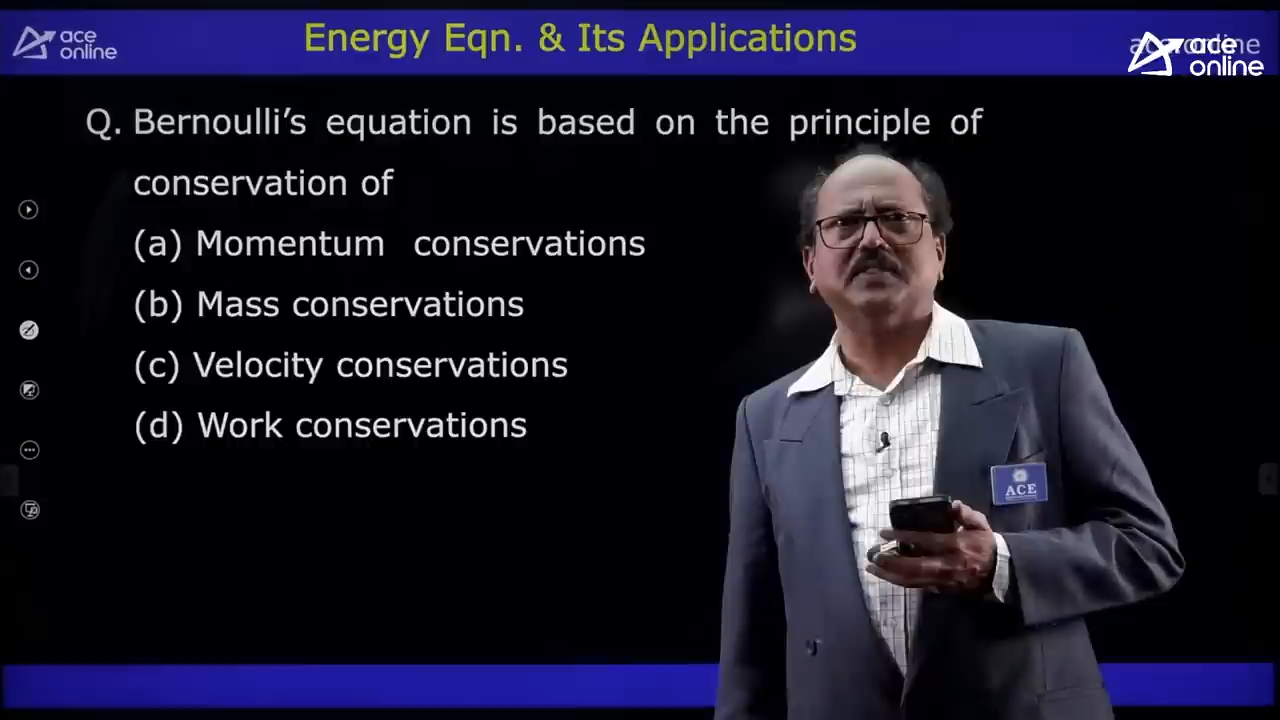 Energy Eqn. & Its Applications
ace
online
ace
online
Q. Bernoulli's equation is based on the principle of
conservation of
(a) Momentum conservations
(b) Mass conservations
(c) Velocity conservations
(d) Work conservations
ACE